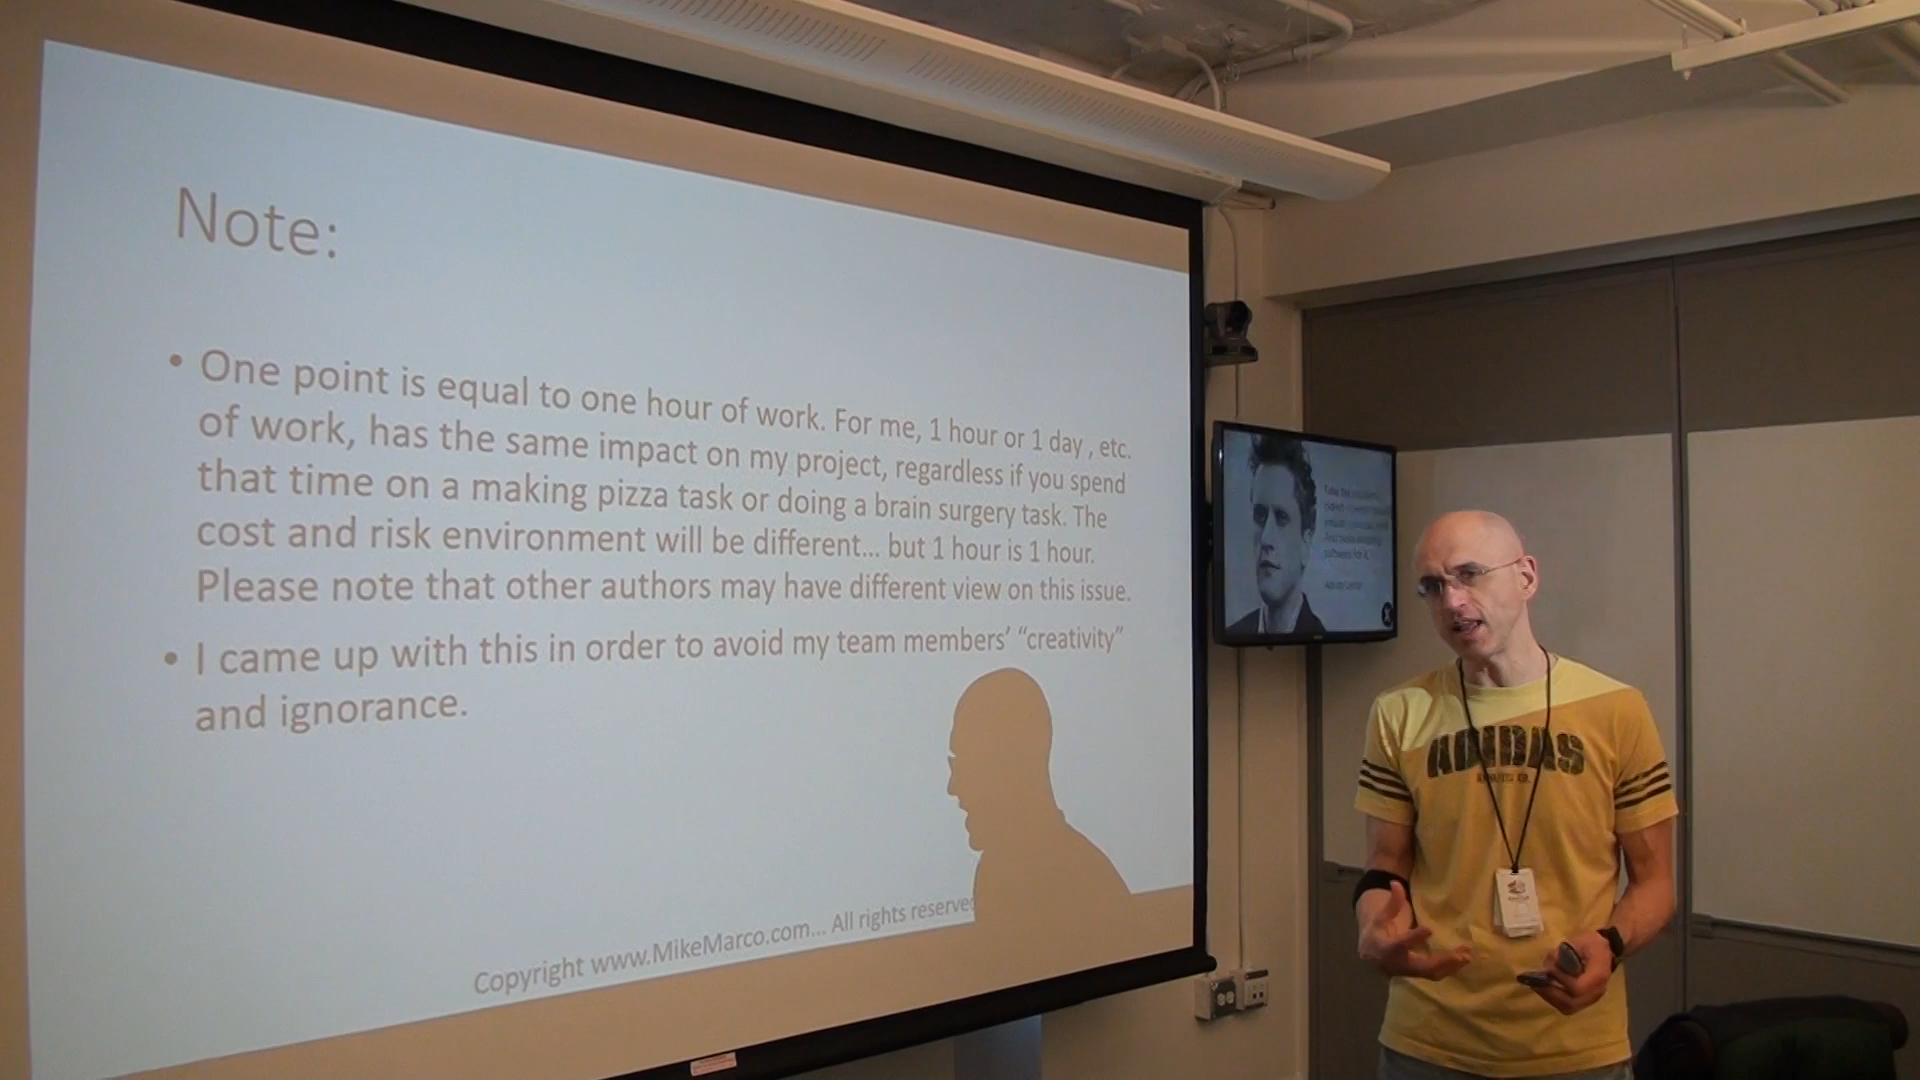 Note:
• One point is equal to one hour of work. For me, 1 hour or 1 day , etc.
of work, has the same impact on my project, regardless if you spend
that time on a making pizza task or doing a brain surgery task. The
cost and risk environment will be different... but 1 hour is 1 hour.
Please note that other authors may have different view on this issue.
• I came up with this in order to avoid my team members’ “creativity”
and ignorance.
Copyright www.MikeMarco.com... All rights reserved
ADIDAS